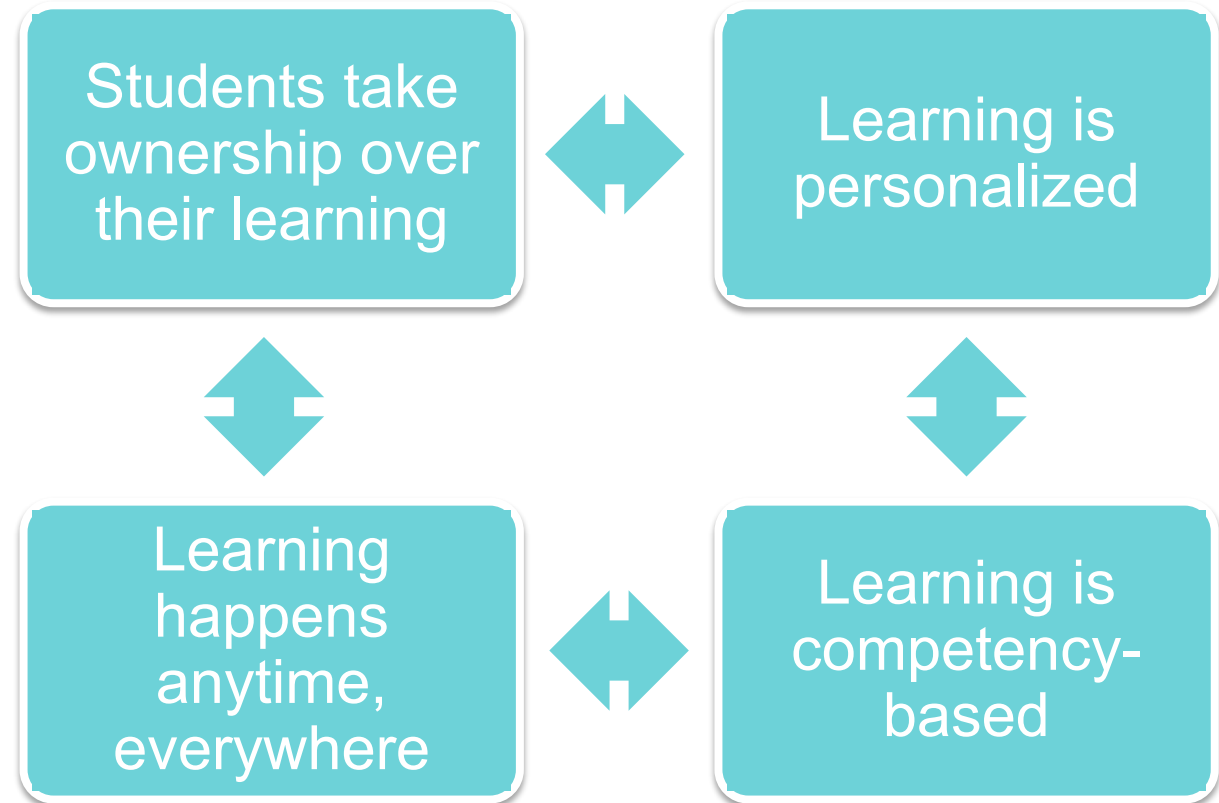 Students take
ownership over
their learning
Learning is
personalized
Learning
happens
anytime,
everywhere
Learning is
competency-
based